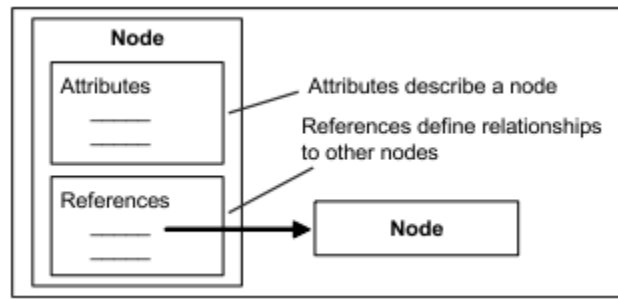 Node
Attributes
Attributes describe a node
References define relationships
to other nodes
References
Node